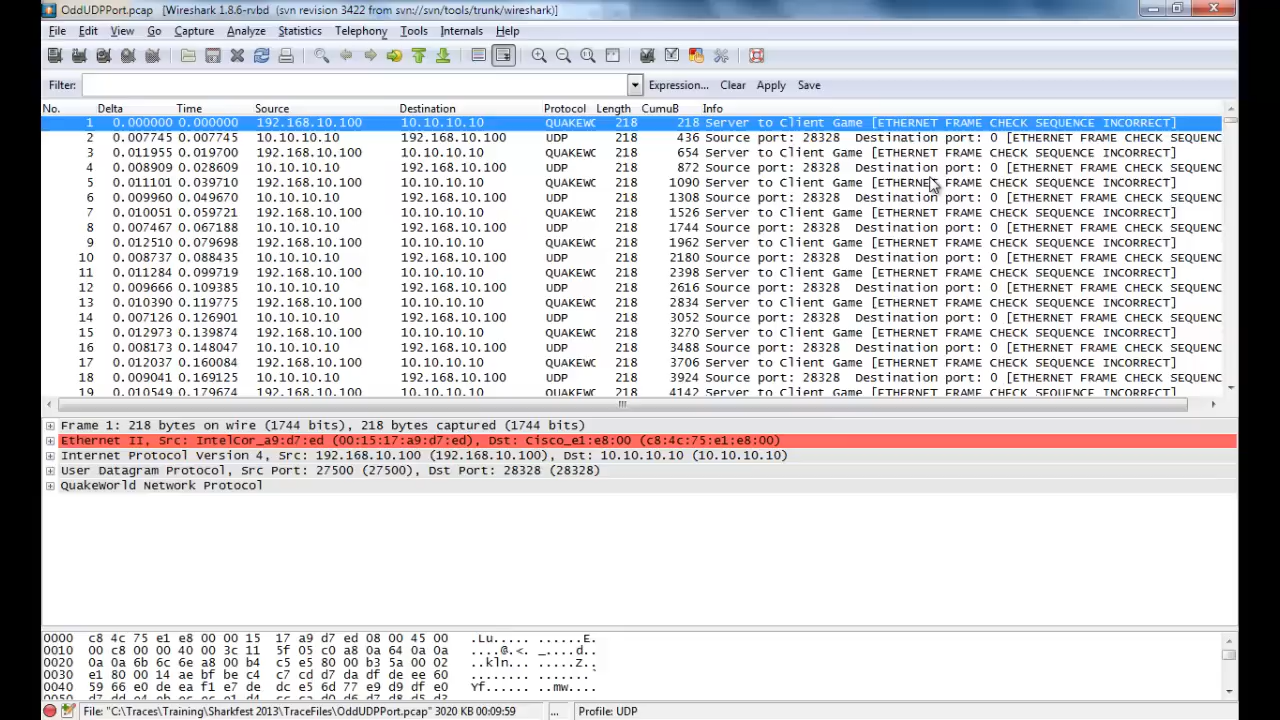 OddUDPPort.pcap [Wireshark 1.8.6-rvbd (svn revision 3422 from svn://svn/tools/trunk/wireshark)]
File Edit View Go Capture Analyze Statistics Telephony Tools Internals Help
Filter: Expression... Clear Apply Save
No. Delta Time Source Destination Protocol Length CumuB Info
1 0.000000 0.000000 192.168.10.100 10.10.10.10 QUAKEWC 218 218 Server to Client Game [ETHERNET FRAME CHECK SEQUENCE INCORRECT]
2 0.007745 0.007745 10.10.10.10 192.168.10.100 UDP 218 436 Source port: 28328 Destination port: 0 [ETHERNET FRAME CHECK SEQUENC
3 0.011955 0.019700 192.168.10.100 10.10.10.10 QUAKEWC 218 654 Server to Client Game [ETHERNET FRAME CHECK SEQUENCE INCORRECT]
4 0.008909 0.028609 10.10.10.10 192.168.10.100 UDP 218 872 Source port: 28328 Destination port: 0 [ETHERNET FRAME CHECK SEQUENC
5 0.011101 0.039710 192.168.10.100 10.10.10.10 QUAKEWC 218 1090 Server to Client Game [ETHERNET FRAME CHECK SEQUENCE INCORRECT]
6 0.009960 0.049670 10.10.10.10 192.168.10.100 UDP 218 1308 Source port: 28328 Destination port: 0 [ETHERNET FRAME CHECK SEQUENC
7 0.010051 0.059721 192.168.10.100 10.10.10.10 QUAKEWC 218 1526 Server to Client Game [ETHERNET FRAME CHECK SEQUENCE INCORRECT]
8 0.007467 0.067188 10.10.10.10 192.168.10.100 UDP 218 1744 Source port: 28328 Destination port: 0 [ETHERNET FRAME CHECK SEQUENC
9 0.012510 0.079698 192.168.10.100 10.10.10.10 QUAKEWC 218 1962 Server to Client Game [ETHERNET FRAME CHECK SEQUENCE INCORRECT]
10 0.008737 0.088435 10.10.10.10 192.168.10.100 UDP 218 2180 Source port: 28328 Destination port: 0 [ETHERNET FRAME CHECK SEQUENC
11 0.011284 0.099719 192.168.10.100 10.10.10.10 QUAKEWC 218 2398 Server to Client Game [ETHERNET FRAME CHECK SEQUENCE INCORRECT]
12 0.009666 0.109385 10.10.10.10 192.168.10.100 UDP 218 2616 Source port: 28328 Destination port: 0 [ETHERNET FRAME CHECK SEQUENC
13 0.010390 0.119775 192.168.10.100 10.10.10.10 QUAKEWC 218 2834 Server to Client Game [ETHERNET FRAME CHECK SEQUENCE INCORRECT]
14 0.007126 0.126901 10.10.10.10 192.168.10.100 UDP 218 3052 Source port: 28328 Destination port: 0 [ETHERNET FRAME CHECK SEQUENC
15 0.012973 0.139874 192.168.10.100 10.10.10.10 QUAKEWC 218 3270 Server to Client Game [ETHERNET FRAME CHECK SEQUENCE INCORRECT]
16 0.008173 0.148047 10.10.10.10 192.168.10.100 UDP 218 3488 Source port: 28328 Destination port: 0 [ETHERNET FRAME CHECK SEQUENC
17 0.012037 0.160084 192.168.10.100 10.10.10.10 QUAKEWC 218 3706 Server to Client Game [ETHERNET FRAME CHECK SEQUENCE INCORRECT]
18 0.009041 0.169125 10.10.10.10 192.168.10.100 UDP 218 3924 Source port: 28328 Destination port: 0 [ETHERNET FRAME CHECK SEQUENC
19 0.010549 0.179674 192.168.10.100 10.10.10.10 QUAKEWC 218 4142 Server to Client Game [ETHERNET FRAME CHECK SEQUENCE INCORRECT]
Frame 1: 218 bytes on wire (1744 bits), 218 bytes captured (1744 bits)
Ethernet II, Src: IntelCor_a9:d7:ed (00:15:17:a9:d7:ed), Dst: Cisco_e1:e8:00 (c8:4c:75:e1:e8:00)
Internet Protocol Version 4, Src: 192.168.10.100 (192.168.10.100), Dst: 10.10.10.10 (10.10.10.10)
User Datagram Protocol, Src Port: 27500 (27500), Dst Port: 28328 (28328)
QuakeWorld Network Protocol
0000 c8 4c 75 e1 e8 00 00 15 17 a9 d7 ed 08 00 45 00 .Lu..... ......E.
0010 00 c8 00 00 40 00 3c 11 5f 05 c0 a8 0a 64 0a 0a ....@.<. _....d..
0020 0a 0a 6b 6c 6e a8 00 b4 c5 e5 80 00 b3 5a 00 02 ..kln... .....Z..
0030 e1 80 00 14 ae bf be c4 c7 cd d7 da df de ee 60
0040 59 66 e0 de ea f1 e7 de dc e5 6d 77 e9 d9 df e0 Yf...... ..mw....
File: "C:\Traces\Training\Sharkfest 2013\TraceFiles\OddUDPPort.pcap" 3020 KB 00:09:59 ... Profile: UDP